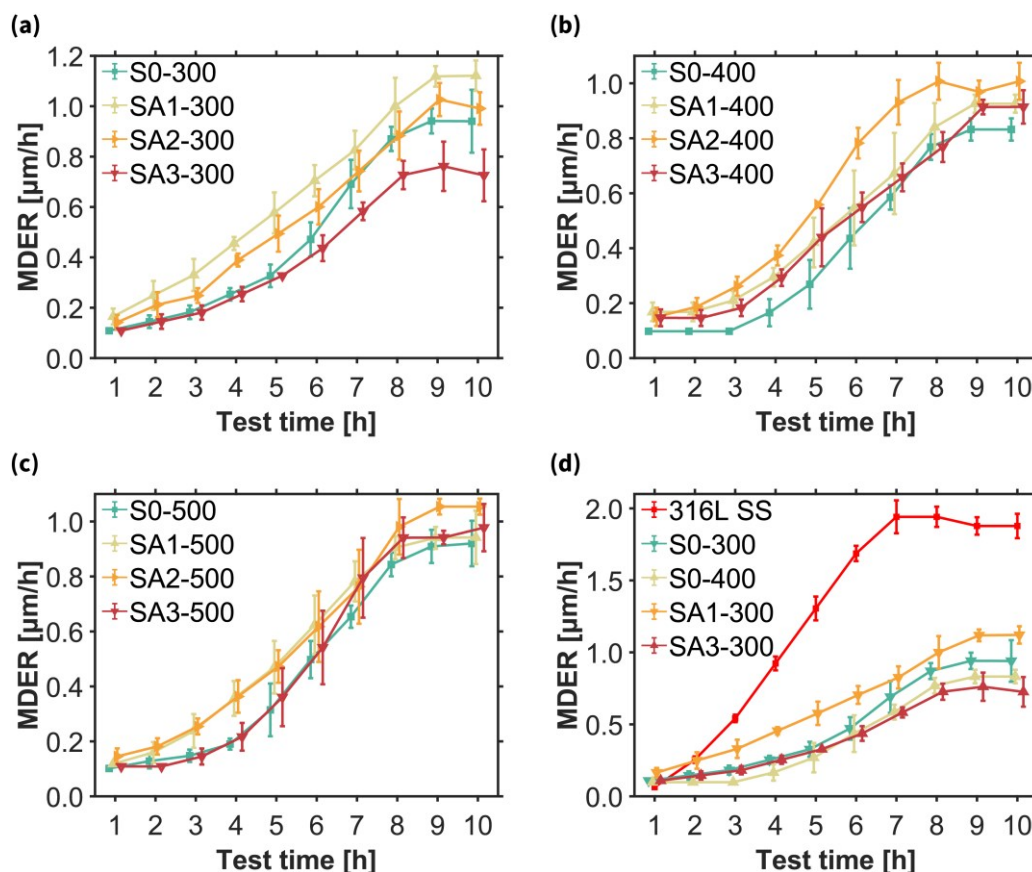 (a)
1.2
1.0
0.8
0.6
0.4
0.2
0.0
MDER [µm/h]
S0-300
SA1-300
SA2-300
SA3-300
1 2 3 4 5 6 7 8 9 10
Test time [h]
(b)
1.0
0.8
0.6
0.4
0.2
0.0
MDER [µm/h]
S0-400
SA1-400
SA2-400
SA3-400
1 2 3 4 5 6 7 8 9 10
Test time [h]
(c)
1.0
0.8
0.6
0.4
0.2
0.0
MDER [µm/h]
S0-500
SA1-500
SA2-500
SA3-500
1 2 3 4 5 6 7 8 9 10
Test time [h]
(d)
2.0
1.5
1.0
0.5
0.0
MDER [µm/h]
316L SS
S0-300
S0-400
SA1-300
SA3-300
1 2 3 4 5 6 7 8 9 10
Test time [h]